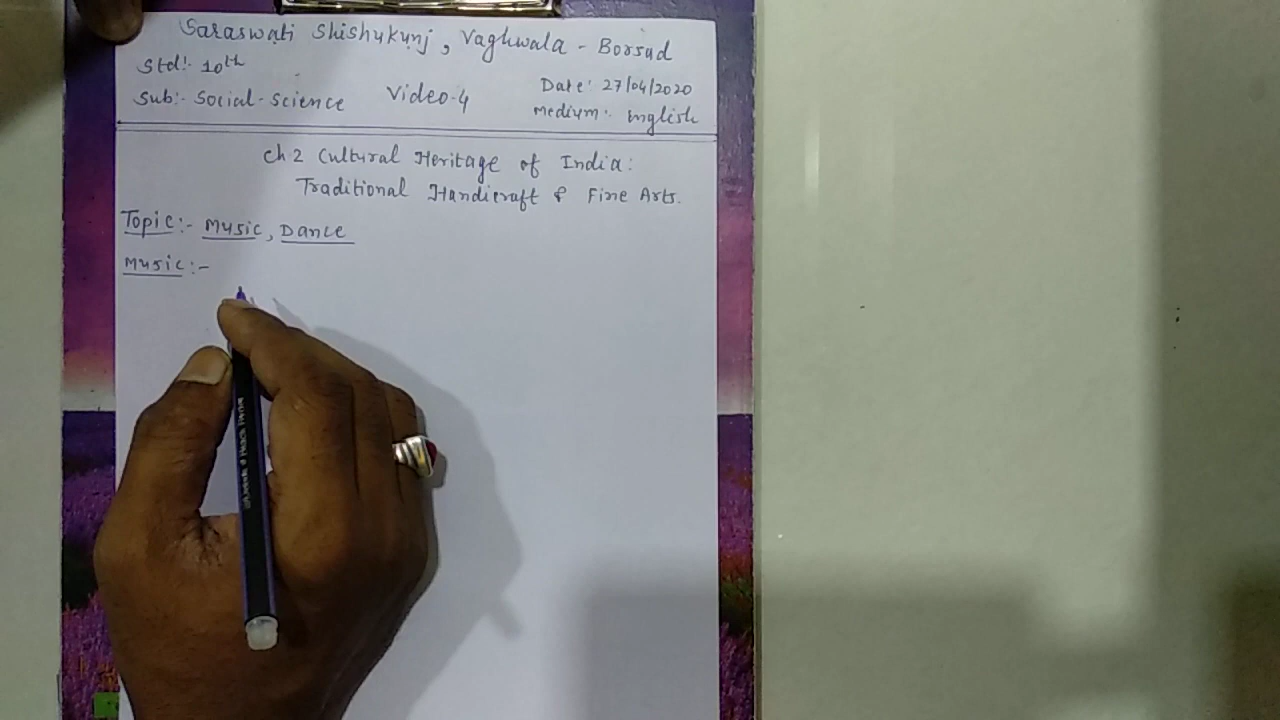 Saraswati Shishukunj, Vaghwala - Borsad
Std:- 10th
Sub:- Social-Science Video-4 Date: 27/04/2020
Medium: English
Ch 2 Cultural Heritage of India:
Traditional Handicraft & Fine Arts.
Topic:- Music, Dance
Music:-